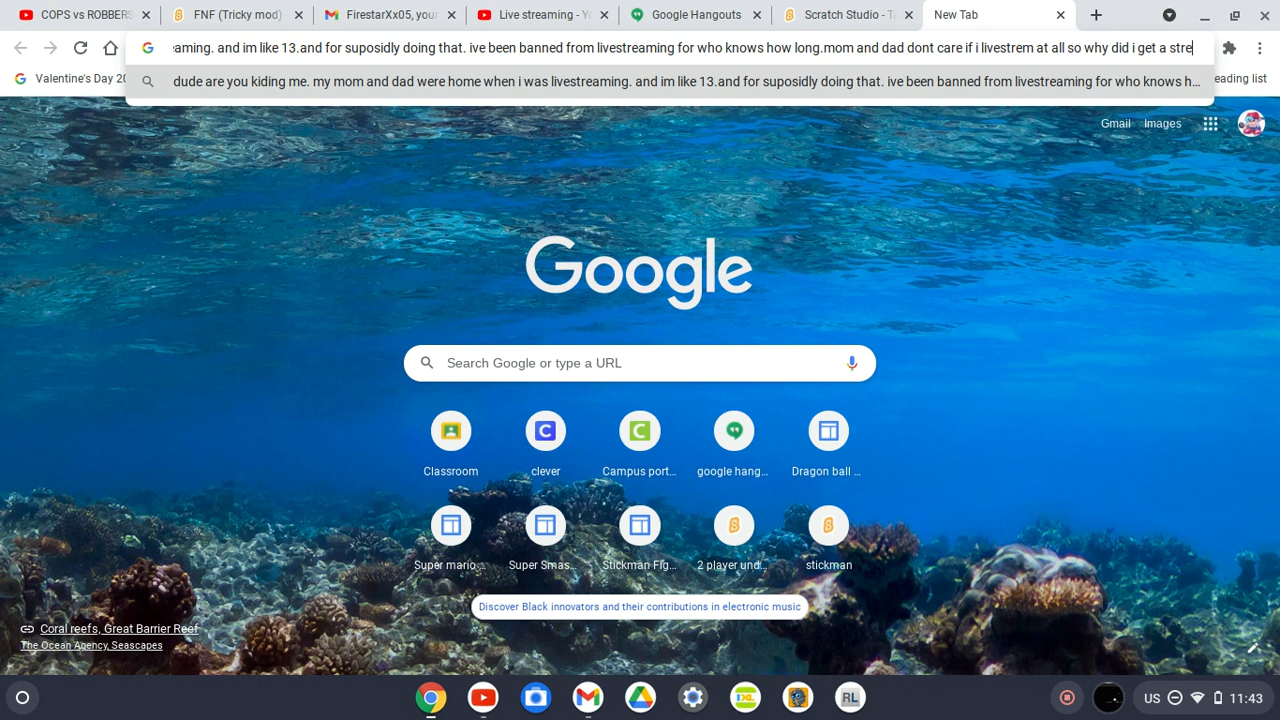 COPS vs ROBBERS
FNF (Tricky mod)
FirestarXx05, your
Live streaming - Yo
Google Hangouts
Scratch Studio - Ta
New Tab
eaming. and im like 13.and for suposidly doing that. ive been banned from livestreaming for who knows how long.mom and dad dont care if i livestrem at all so why did i get a stre
Valentine's Day 20
dude are you kiding me. my mom and dad were home when i was livestreaming. and im like 13.and for suposidly doing that. ive been banned from livestreaming for who knows h...
eading list
Gmail Images
Google
Search Google or type a URL
Classroom
clever
Campus port...
google hang...
Dragon ball ...
Super mario ...
Super Smas...
Stickman Fig...
2 player und...
stickman
Discover Black innovators and their contributions in electronic music
Coral reefs, Great Barrier Reef
The Ocean Agency, Seascapes
IXL
RL
US 11:43